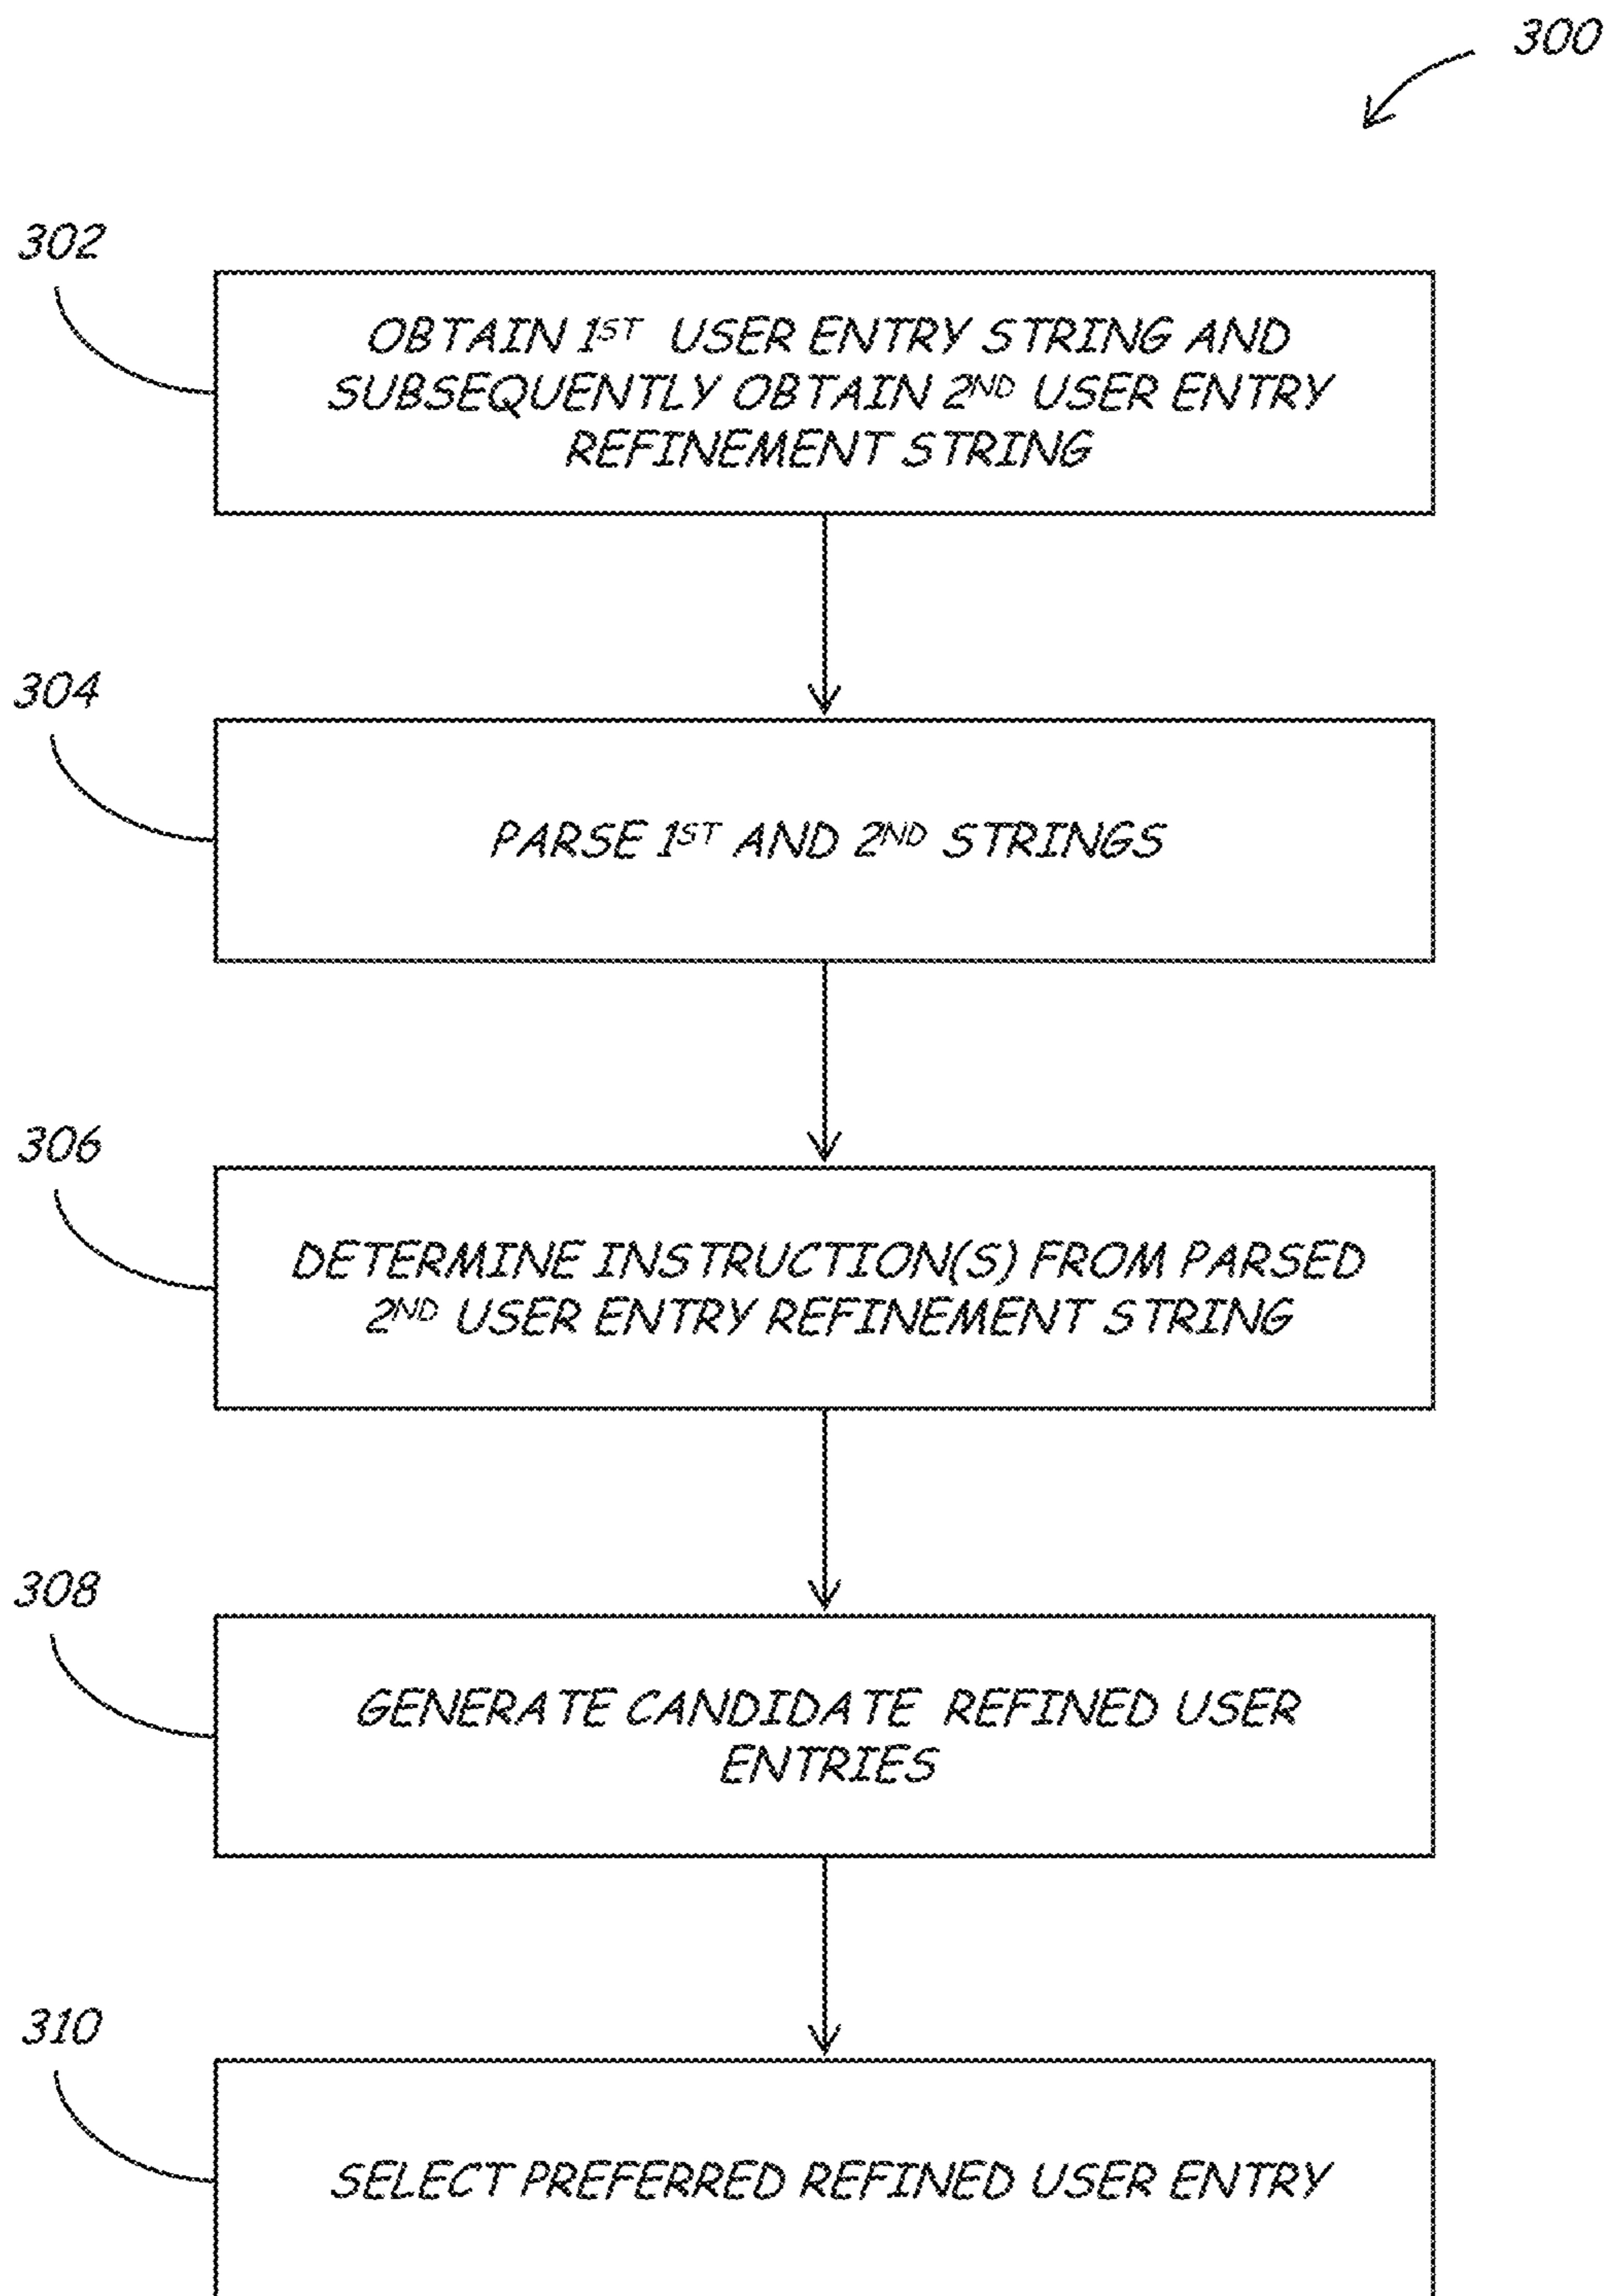 300
302
OBTAIN 1ST USER ENTRY STRING AND
SUBSEQUENTLY OBTAIN 2ND USER ENTRY
REFINEMENT STRING
304
PARSE 1ST AND 2ND STRINGS
306
DETERMINE INSTRUCTION(S) FROM PARSED
2ND USER ENTRY REFINEMENT STRING
308
GENERATE CANDIDATE REFINED USER
ENTRIES
310
SELECT PREFERRED REFINED USER ENTRY